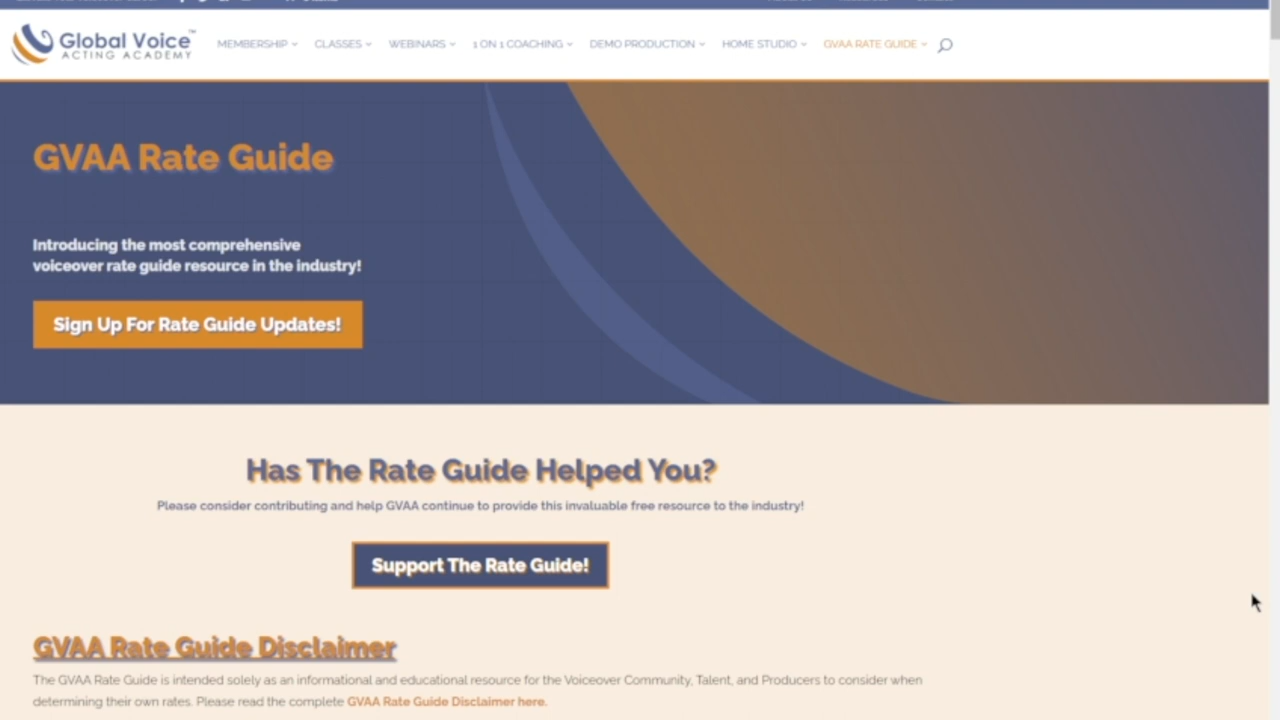 Global Voice™
ACTING ACADEMY
MEMBERSHIP CLASSES WEBINARS 1 ON 1 COACHING DEMO PRODUCTION HOME STUDIO GVAA RATE GUIDE
GVAA Rate Guide
Introducing the most comprehensive
voiceover rate guide resource in the industry!
Sign Up For Rate Guide Updates!
Has The Rate Guide Helped You?
Please consider contributing and help GVAA continue to provide this invaluable free resource to the industry!
Support The Rate Guide!
GVAA Rate Guide Disclaimer
The GVAA Rate Guide is intended solely as an informational and educational resource for the Voiceover Community, Talent, and Producers to consider when
determining their own rates. Please read the complete GVAA Rate Guide Disclaimer here.